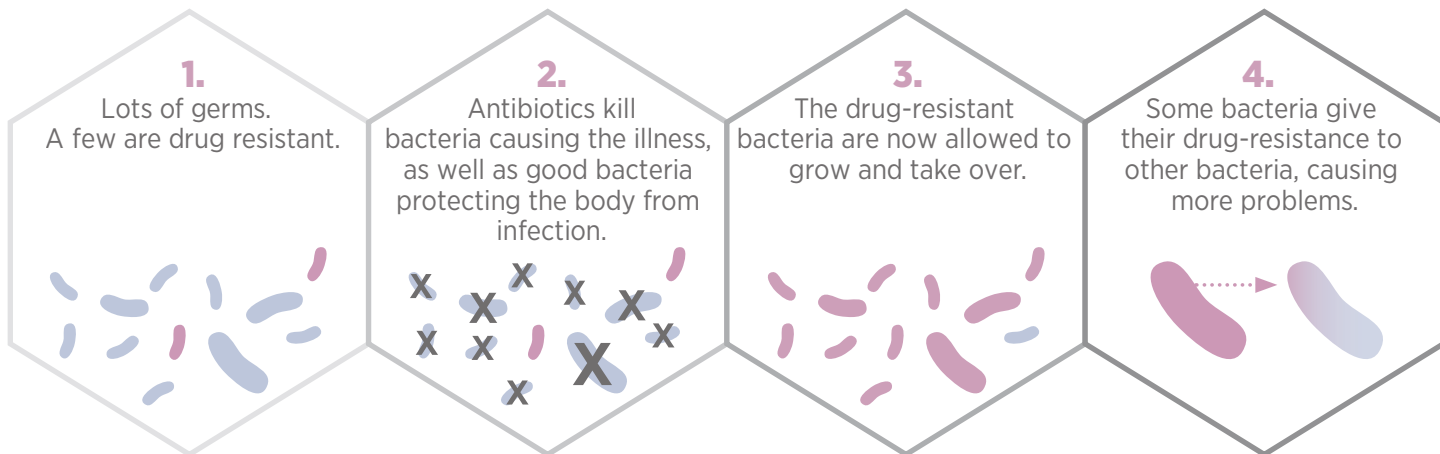 1.
Lots of germs.
A few are drug resistant.
2.
Antibiotics kill
bacteria causing the illness,
as well as good bacteria
protecting the body from
infection.
X X X X X X X X X X
3.
The drug-resistant
bacteria are now allowed to
grow and take over.
4.
Some bacteria give
their drug-resistance to
other bacteria, causing
more problems.